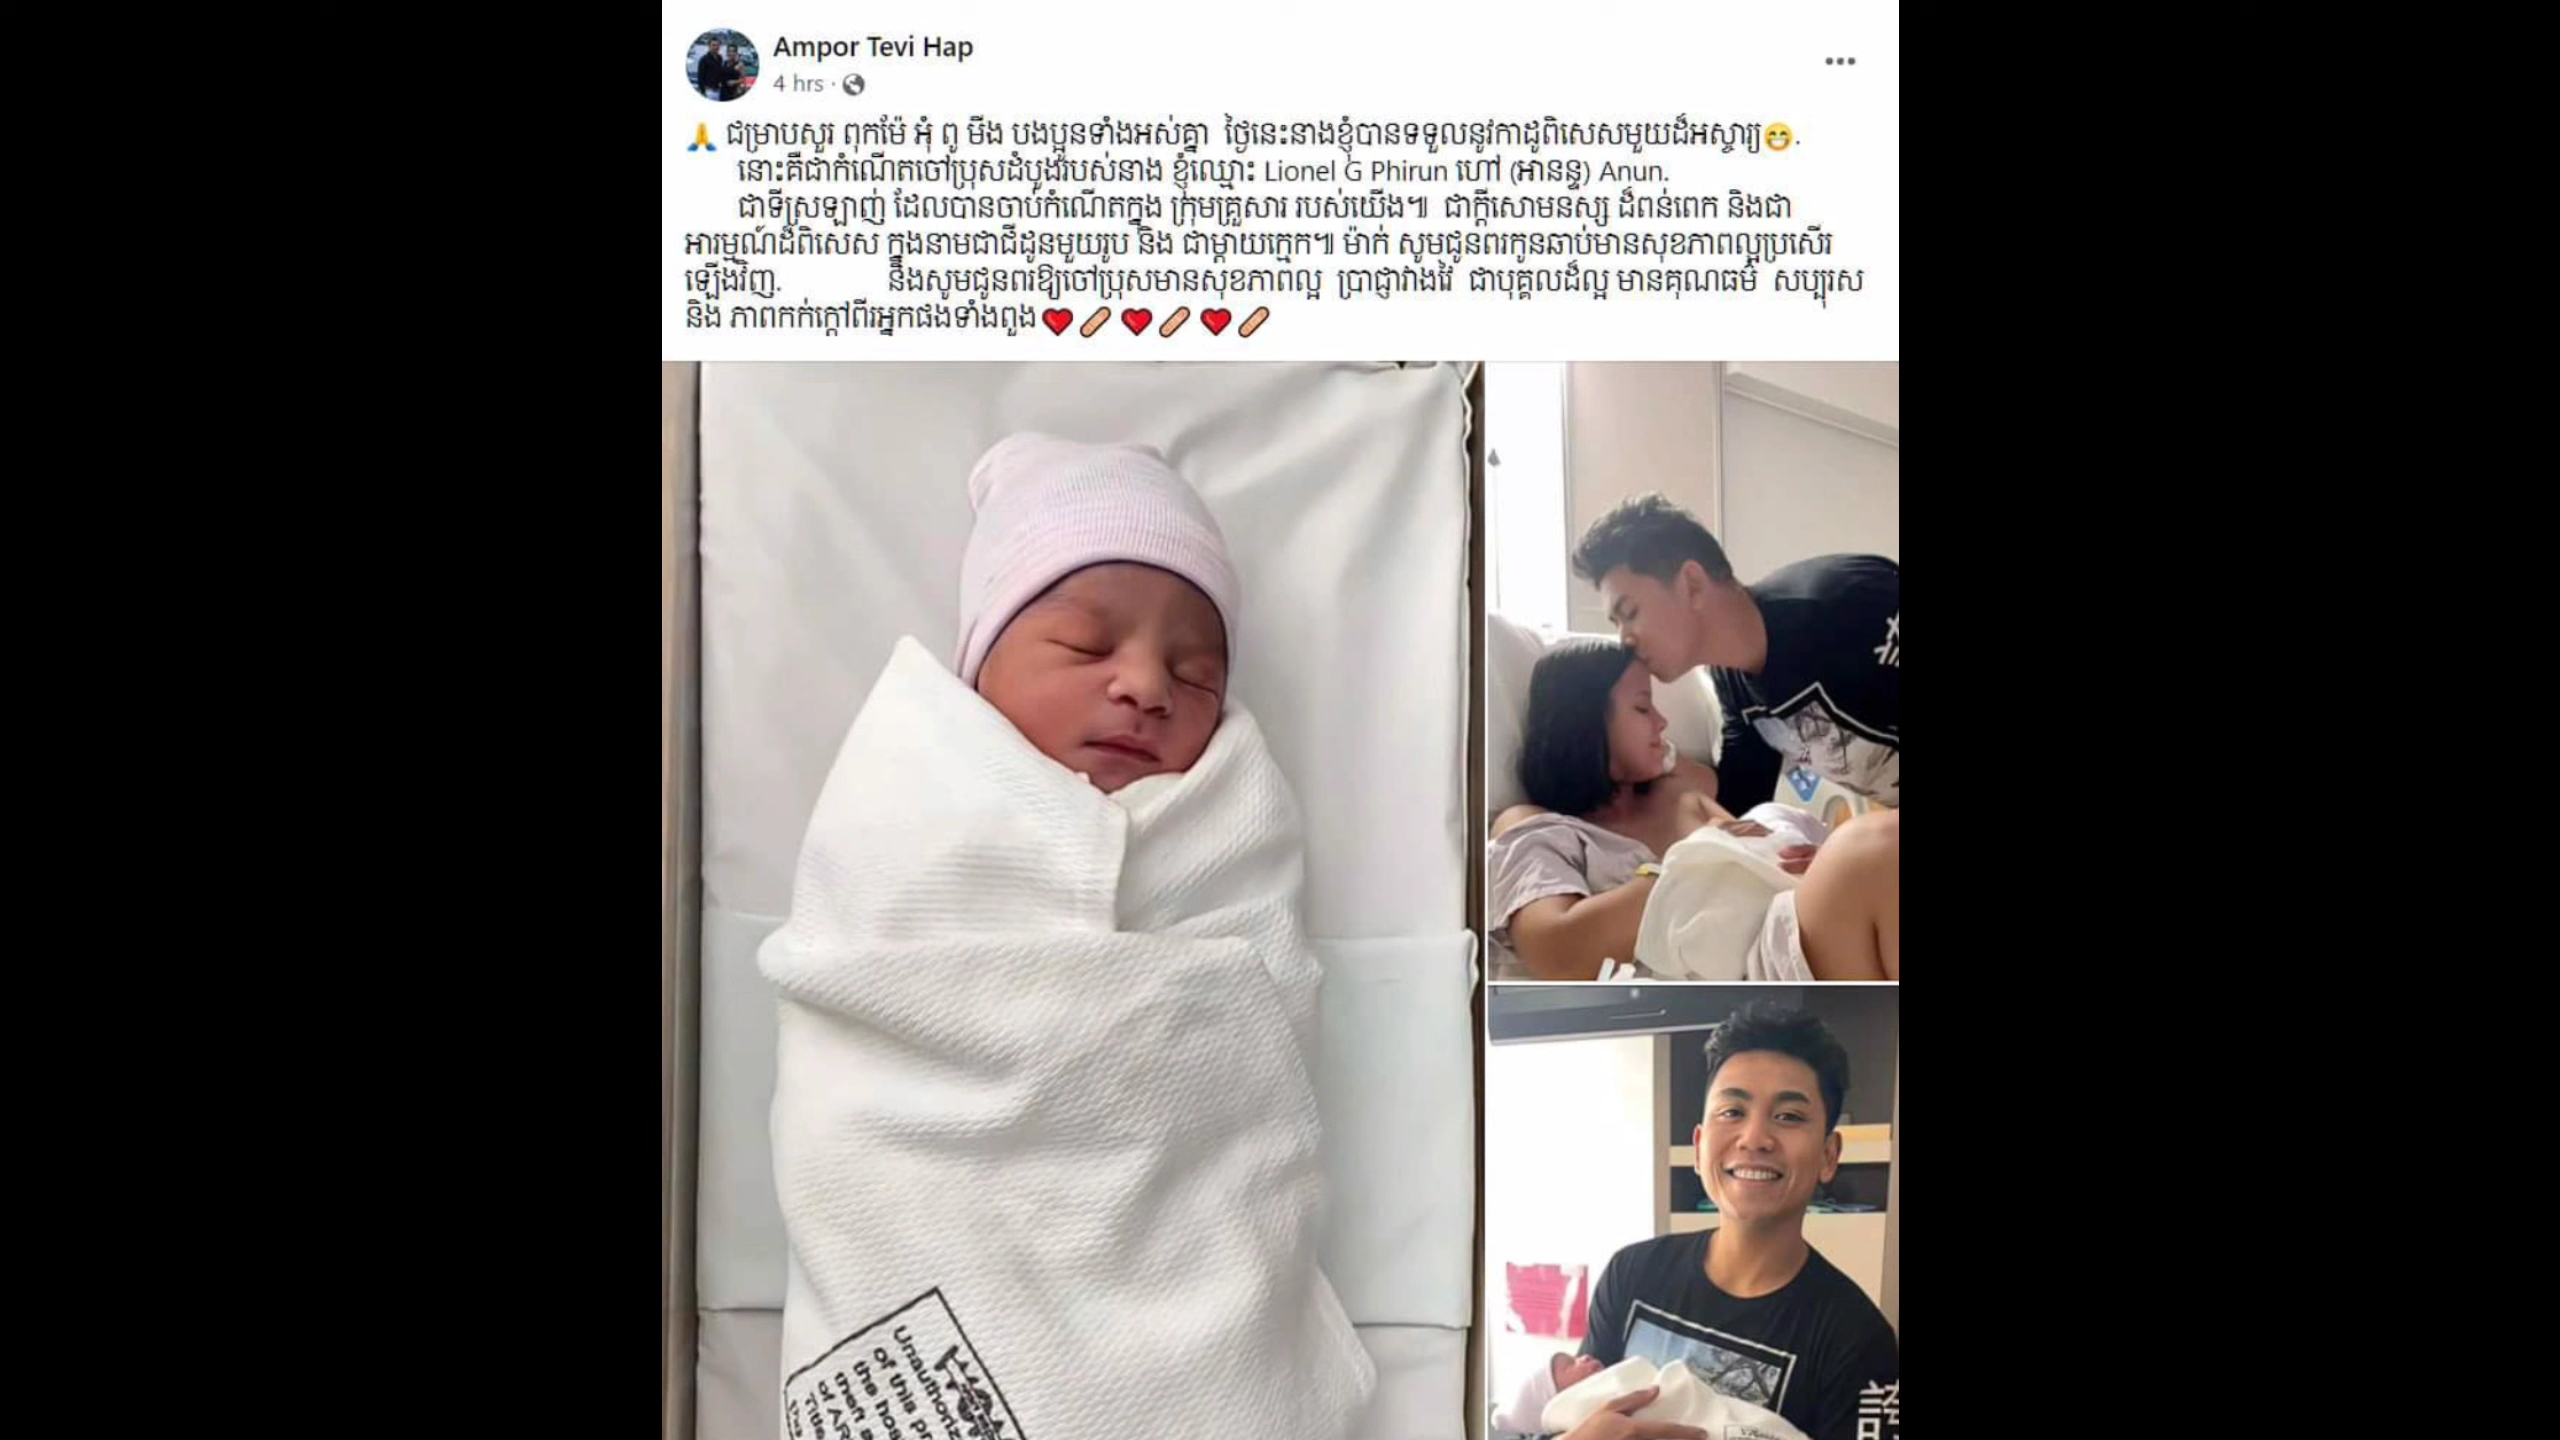 Ampor Tevi Hap
4 hrs ·
🙏 ជម្រាបសួរ ពុកម៉ែ អុំ ពូ មីង បងប្អូនទាំងអស់គ្នា ថ្ងៃនេះនាងខ្ញុំបានទទួលនូវកាដូពិសេសមួយដ៏អស្ចារ្យ😁.
នោះគឺជាកំណើតចៅប្រុសដំបូងរបស់នាង ខ្ញុំឈ្មោះ Lionel G Phirun ហៅ (អានន្ទ) Anun.
ជាទីស្រឡាញ់ ដែលបានចាប់កំណើតក្នុង ក្រុមគ្រួសារ របស់យើង៕ ជាក្ដីសោមនស្ស ដ៏ពន់ពេក និងជា
អារម្មណ៍ដ៏ពិសេស ក្នុងនាមជាជីដូនមួយរូប និង ជាម្ដាយក្មេក៕ ម៉ាក់ សូមជូនពរកូនឆាប់មានសុខភាពល្អប្រសើរ
ឡើងវិញ. និងសូមជូនពរឱ្យចៅប្រុសមានសុខភាពល្អ ប្រាជ្ញាវាងវៃ ជាបុគ្គលដ៏ល្អ មានគុណធម៌ សប្បុរស
និង ភាពកក់ក្ដៅពីរអ្នកផងទាំងពួង❤️🩹❤️🩹❤️🩹
Unauthoriz
of this pr
the hos
theft a
of AR
Title